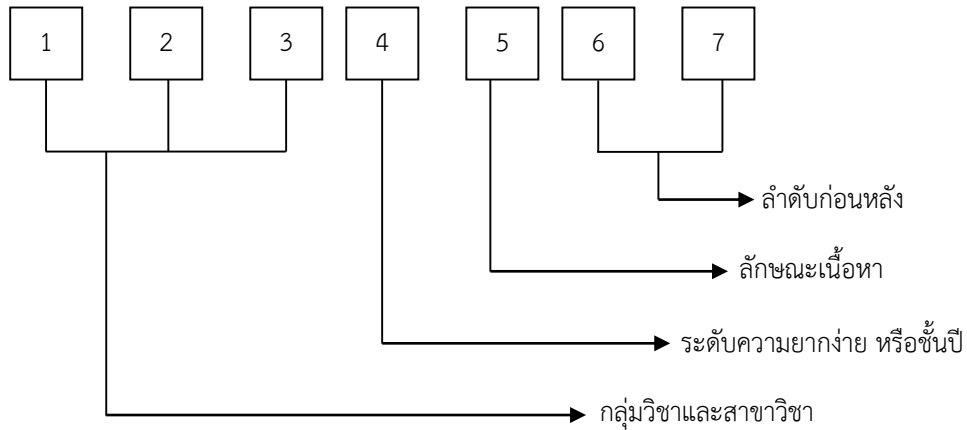 1 2 3 4 5 6 7
ลำดับก่อนหลัง
ลักษณะเนื้อหา
ระดับความยากง่าย หรือชั้นปี
กลุ่มวิชาและสาขาวิชา